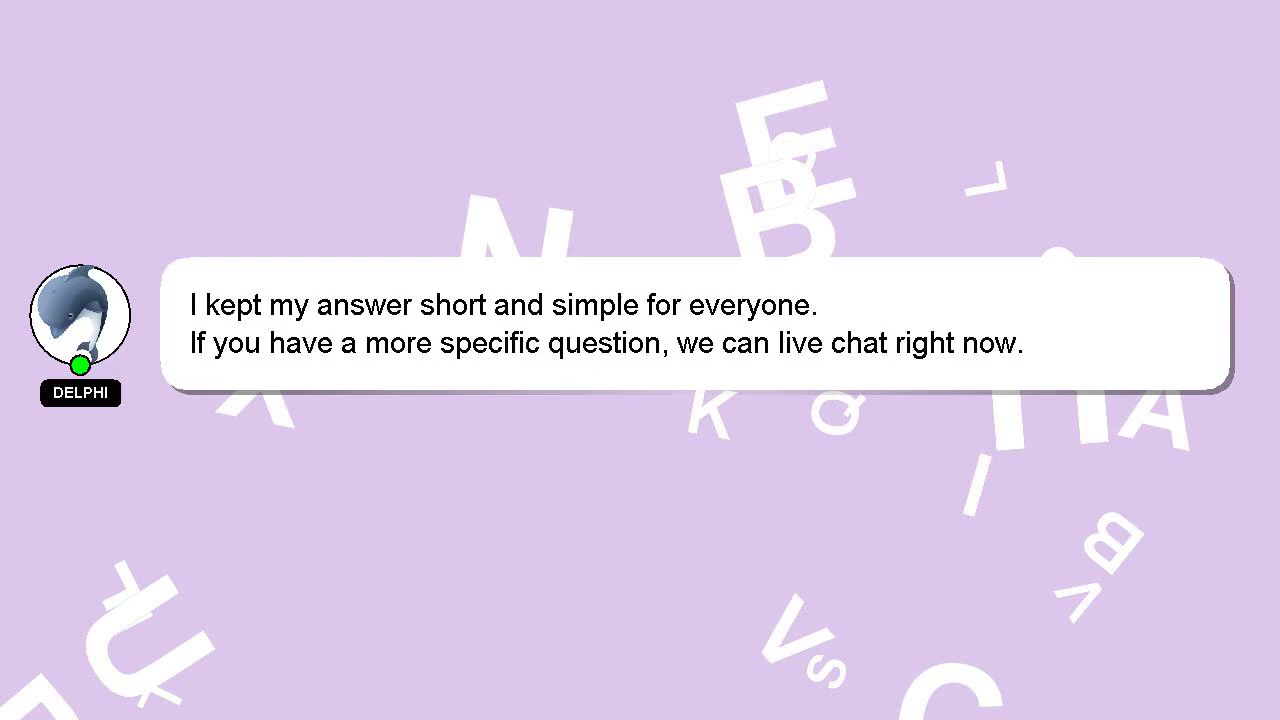 E
B
L
N
I kept my answer short and simple for everyone.
If you have a more specific question, we can live chat right now.
DELPHI
K
Q
A
I
B
V
U
V
S